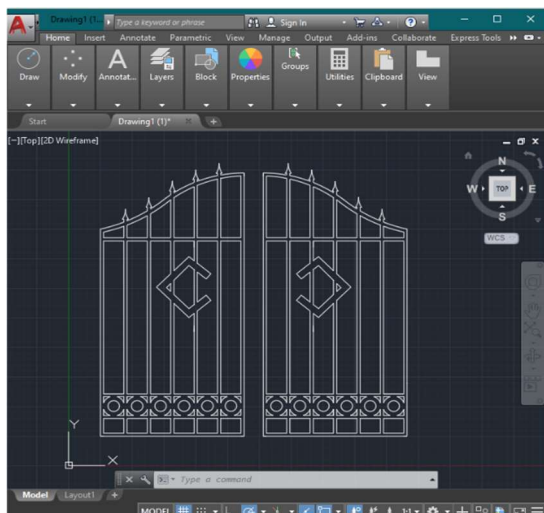 Drawing1 (1... Type a keyword or phrase Sign In
Home Insert Annotate Parametric View Manage Output Add-ins Collaborate Express Tools
Draw Modify Annotat... Layers Block Properties Groups Utilities Clipboard View
Start Drawing1 (1)*
[−][Top][2D Wireframe]
N
W TOP E
S
WCS
Y
X
Type a command
Model Layout1
MODEL 1:1